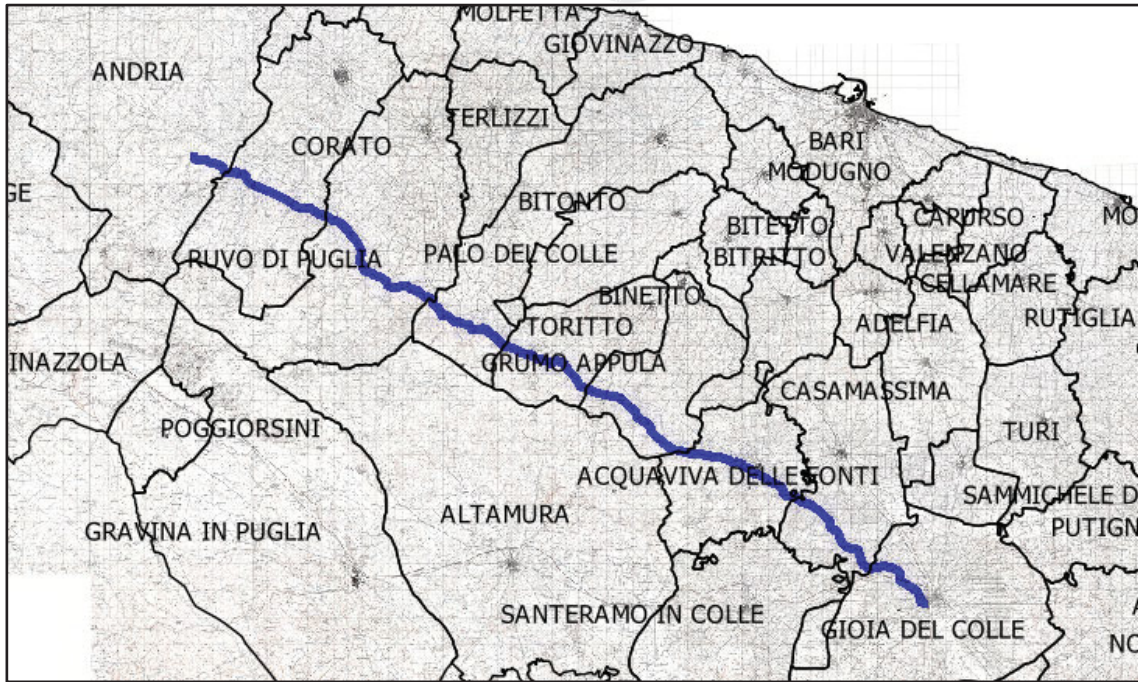 MOLFETTA
GIOVINAZZO
ANDRIA
TERLIZZI
CORATO
BARI
MODUGNO
GE
BITONTO
CAPURSO
MO
BITETTO
RUVO DI PUGLIA
PALO DEL COLLE
BITRITTO
VALENZANO
CELLAMARE
BINETTO
TORITTO
ADELFIA
RUTIGLIA
INAZZOLA
GRUMO APPULA
CASAMASSIMA
POGGIORSINI
TURI
ACQUAVIVA DELLE FONTI
SAMMICHELE D
GRAVINA IN PUGLIA
ALTAMURA
PUTIGN
SANTERAMO IN COLLE
GIOIA DEL COLLE
NO